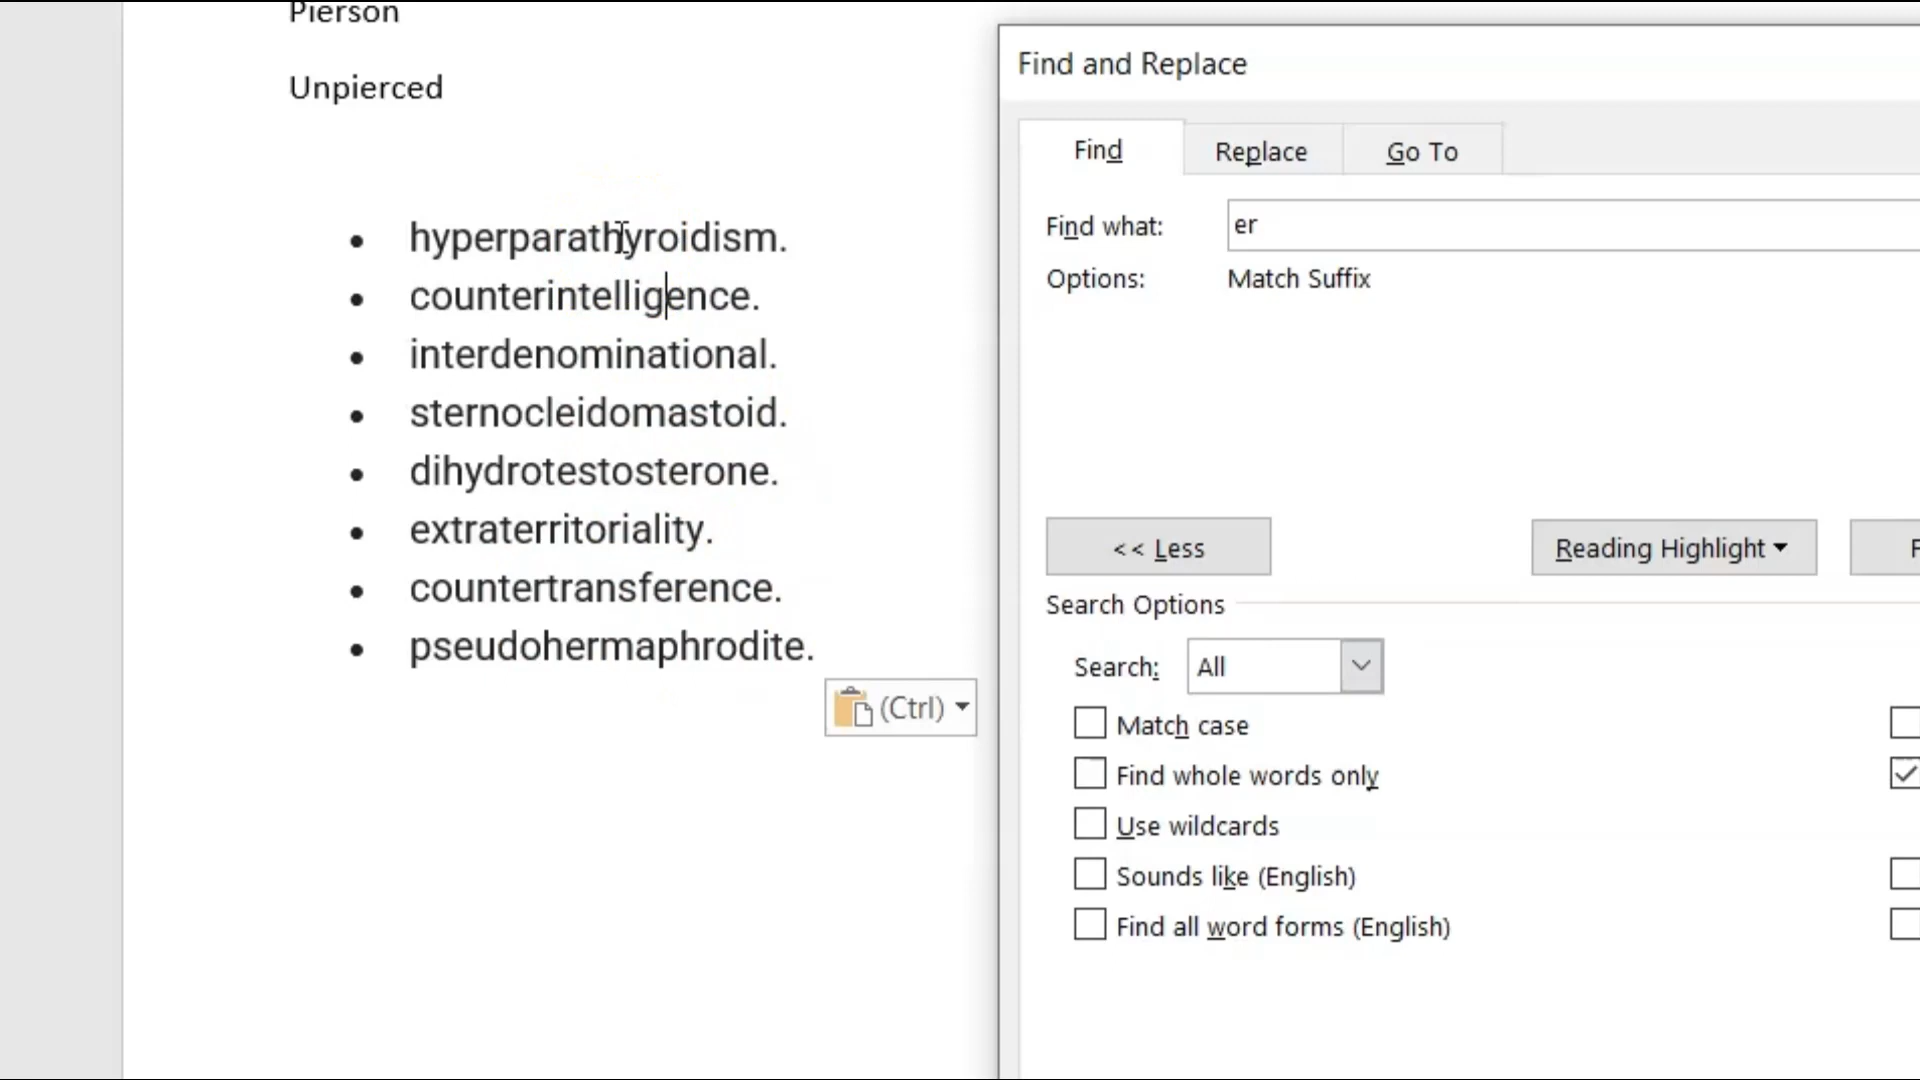 Pierson
Unpierced
• hyperparathyroidism.
• counterintelligence.
• interdenominational.
• sternocleidomastoid.
• dihydrotestosterone.
• extraterritoriality.
• countertransference.
• pseudohermaphrodite.
(Ctrl)
Find and Replace
Find Replace Go To
Find what: er
Options: Match Suffix
<< Less Reading Highlight F
Search Options
Search: All
Match case
Find whole words only
Use wildcards
Sounds like (English)
Find all word forms (English)